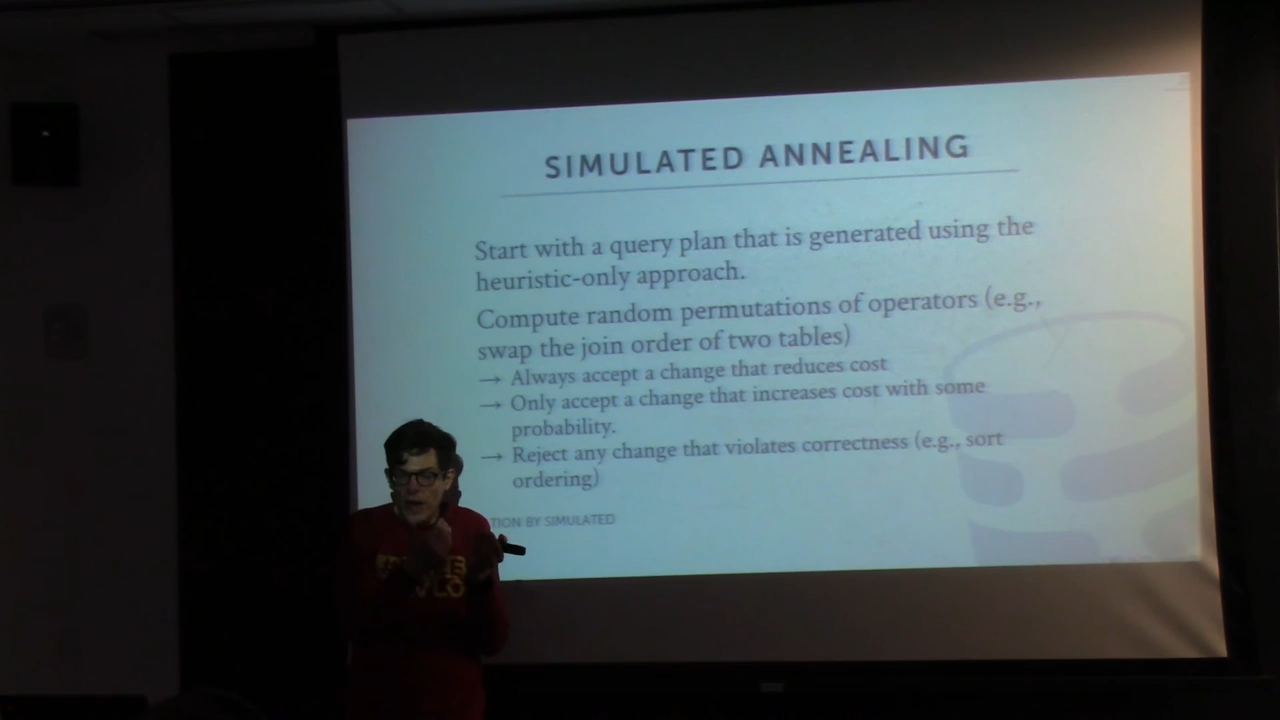 SIMULATED ANNEALING
Start with a query plan that is generated using the
heuristic-only approach.
Compute random permutations of operators (e.g.,
swap the join order of two tables)
→ Always accept a change that reduces cost
→ Only accept a change that increases cost with some
probability.
→ Reject any change that violates correctness (e.g., sort
ordering)
TION BY SIMULATED